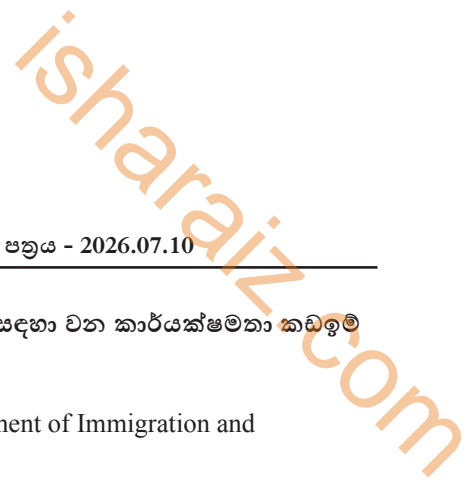 isharaiz.com
පත්‍රය - 2026.07.10
සඳහා වන කාර්යක්ෂමතා කඩඉම්
ment of Immigration and